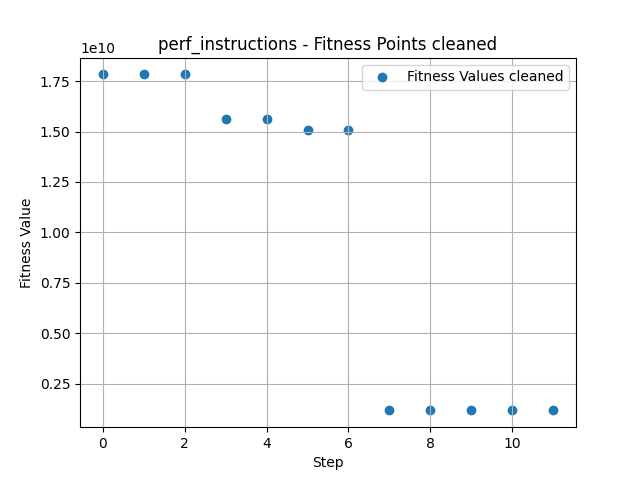 perf_instructions - Fitness Points cleaned
1e10
Fitness Values cleaned
1.75
1.50
1.25
1.00
0.75
0.50
0.25
Fitness Value
0 2 4 6 8 10
Step